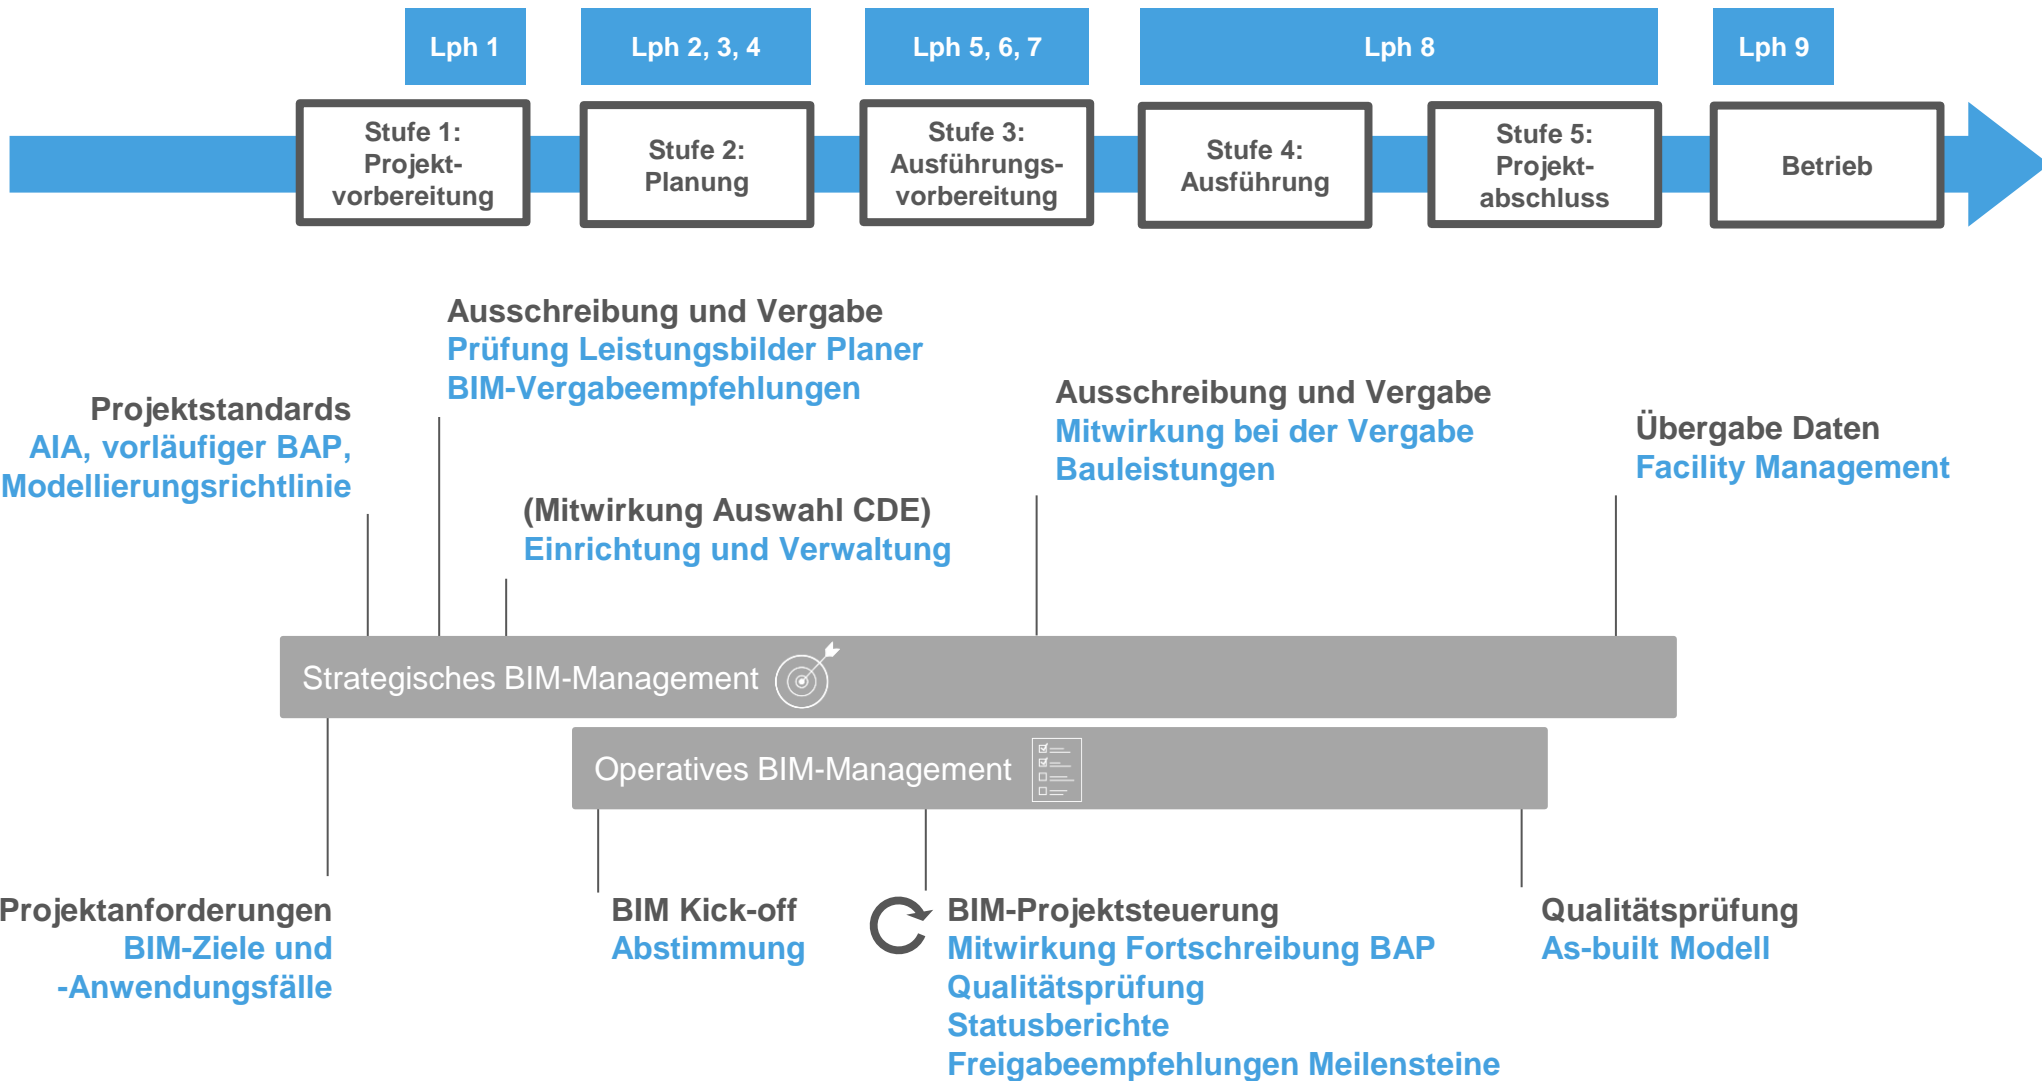 Lph 1
Lph 2, 3, 4
Lph 5, 6, 7
Lph 8
Lph 9
Stufe 1:
Projekt-
vorbereitung
Stufe 2:
Planung
Stufe 3:
Ausführungs-
vorbereitung
Stufe 4:
Ausführung
Stufe 5:
Projekt-
abschluss
Betrieb
Projektstandards
AIA, vorläufiger BAP,
Modellierungsrichtlinie
Ausschreibung und Vergabe
Prüfung Leistungsbilder Planer
BIM-Vergabeempfehlungen
(Mitwirkung Auswahl CDE)
Einrichtung und Verwaltung
Ausschreibung und Vergabe
Mitwirkung bei der Vergabe
Bauleistungen
Übergabe Daten
Facility Management
Strategisches BIM-Management
Operatives BIM-Management
Projektanforderungen
BIM-Ziele und
-Anwendungsfälle
BIM Kick-off
Abstimmung
BIM-Projektsteuerung
Mitwirkung Fortschreibung BAP
Qualitätsprüfung
Statusberichte
Freigabeempfehlungen Meilensteine
Qualitätsprüfung
As-built Modell